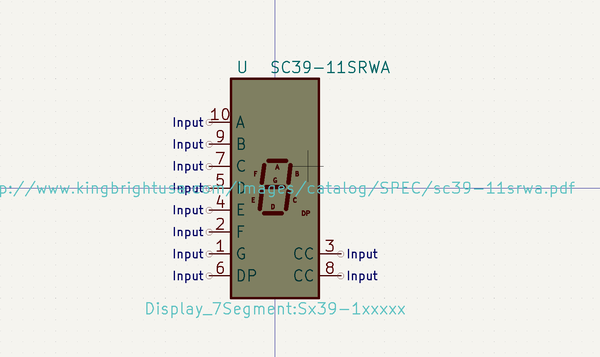 U SC39-11SRWA
Input 10 A
Input 9 B
Input 7 C
A
F B
G
p://www.kingbrightusa.com/images/catalog/SPEC/sc39-11srwa.pdf
Input 5 D
E C
D
DP
Input 4 E
Input 2 F
Input 1 G CC 3 Input
Input 6 DP CC 8 Input
Display_7Segment:Sx39-1xxxxx